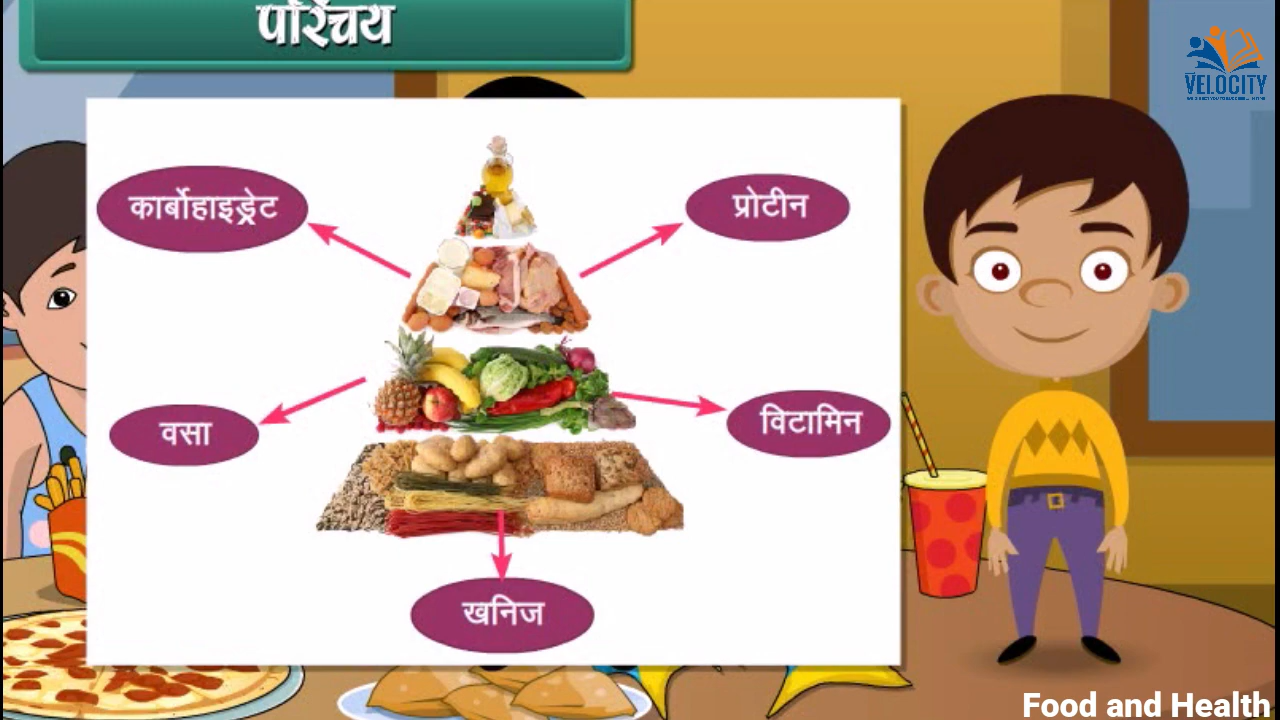 परिचय
VELOCITY
कार्बोहाइड्रेट
प्रोटीन
वसा
विटामिन
खनिज
Food and Health